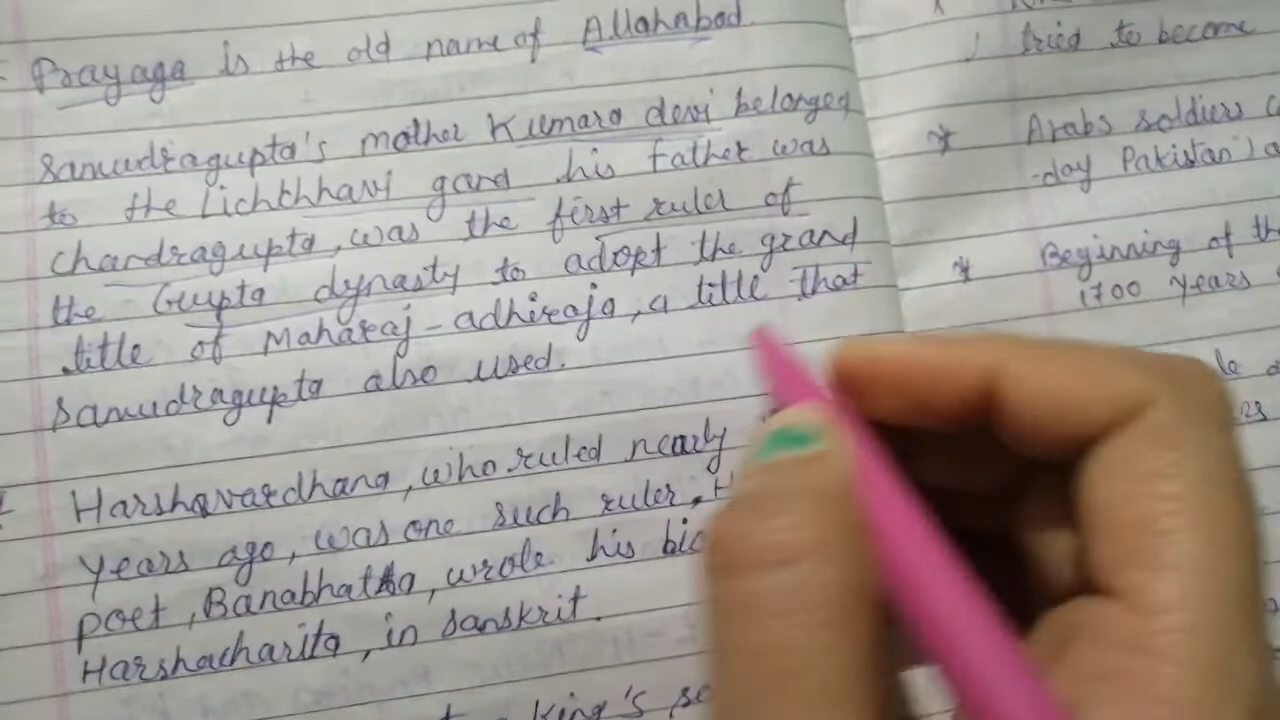 Prayaga is the old name of Allahabad.
Samudragupta's mother Kumara devi belonged
to the Lichchhavi gana his father was
chandragupta, was the first ruler of
the Gupta dynasty to adopt the grand
title of Maharaj-adhiraja, a title that
Samudragupta also used.
Harshavardhana, who ruled nearly
years ago, was one such ruler. H
poet, Banabhatta, wrote his bio
Harshacharita, in Sanskrit.
King's
tried to become
* Arabs soldiers
-day Pakistan) a
* Beginning of th
1700 years